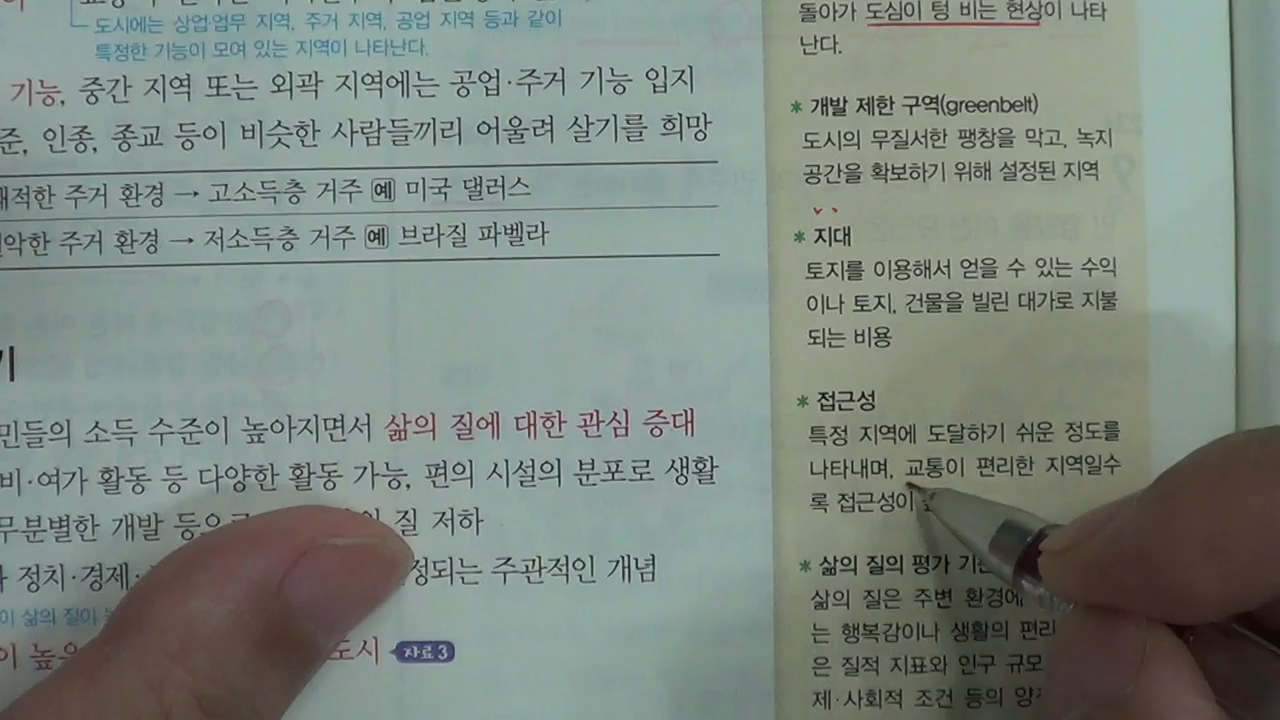 도시에는 상업·업무 지역, 주거 지역, 공업 지역 등과 같이
특정한 기능이 모여 있는 지역이 나타난다.
기능, 중간 지역 또는 외곽 지역에는 공업·주거 기능 입지
준, 인종, 종교 등이 비슷한 사람들끼리 어울려 살기를 희망
주거 환경 → 고소득층 거주 예 미국 댈러스
주거 환경 → 저소득층 거주 예 브라질 파벨라
기
민들의 소득 수준이 높아지면서 삶의 질에 대한 관심 증대
비·여가 활동 등 다양한 활동 가능, 편의 시설의 분포로 생활
무분별한 개발 질 저하
정치·경제· 정되는 주관적인 개념
이 삶의 질이
이 도시 자료 3
돌아가 도심이 텅 비는 현상이 나타
난다.
* 개발 제한 구역(greenbelt)
도시의 무질서한 팽창을 막고, 녹지
공간을 확보하기 위해 설정된 지역
* 지대
토지를 이용해서 얻을 수 있는 수익
이나 토지, 건물을 빌린 대가로 지불
되는 비용
* 접근성
특정 지역에 도달하기 쉬운 정도를
나타내며, 교통이 편리한 지역일수
록 접근성이
* 삶의 질의 평가
삶의 질은 주변 환경에
는 행복감이나 생활의 편리
은 질적 지표와 인구 규모
제·사회적 조건 등의